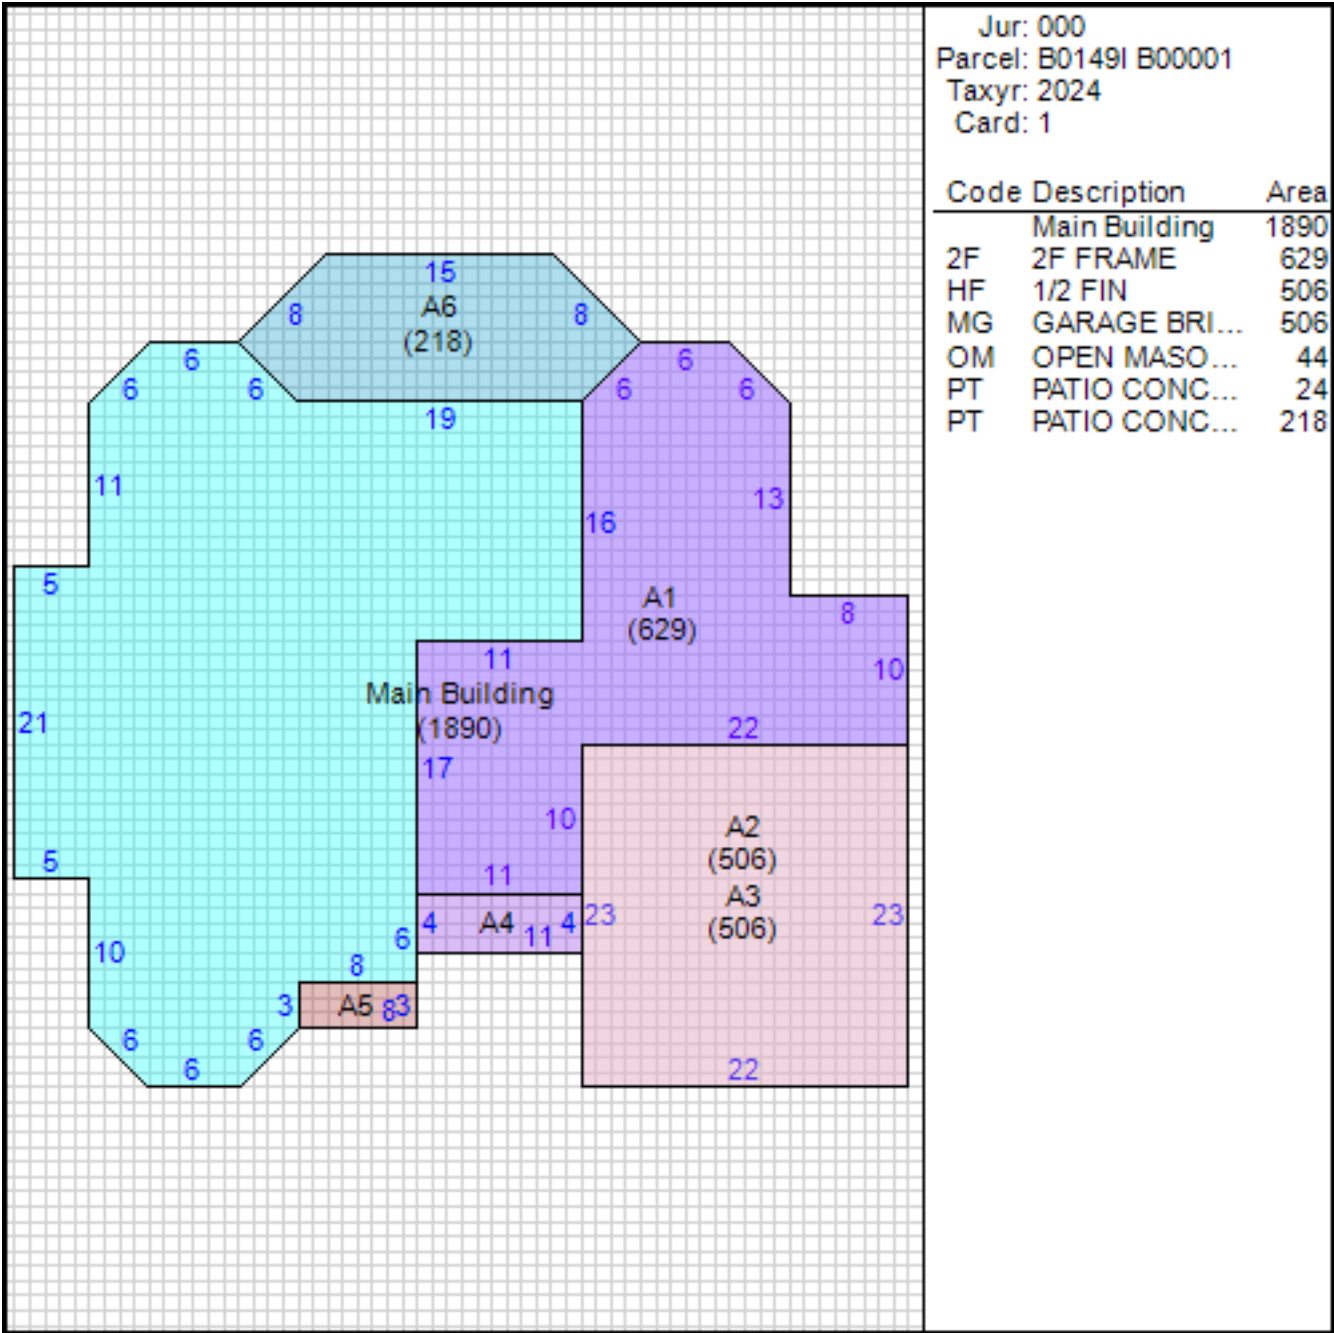 Jur: 000
Parcel: B0149I B00001
Taxyr: 2024
Card: 1
Code Description Area
Main Building 1890
2F 2F FRAME 629
HF 1/2 FIN 506
MG GARAGE BRI... 506
OM OPEN MASO... 44
PT PATIO CONC... 24
PT PATIO CONC... 218
15
A6
8 8
(218)
6 6
6 6 6 6
19
11
13
16
5
A1
8
(629)
11
10
Main Building
21
(1890)
22
17
10
A2
5
(506)
11
A3
4 A4 11 4 23 (506) 23
6
10
8
3 A5 8 3
6 6
6
22